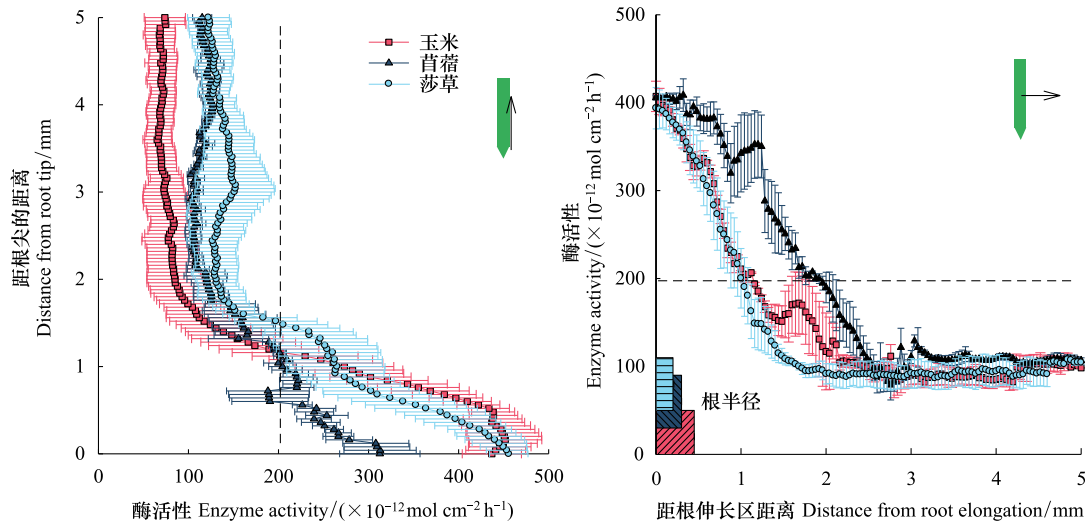 5
4
3
2
1
0
距根尖的距离
Distance from root tip/mm
玉米
苜蓿
莎草
0
100
200
300
400
500
酶活性 Enzyme activity/(×10⁻¹² mol cm⁻² h⁻¹)
500
400
300
200
100
0
酶活性
Enzyme activity/(×10⁻¹² mol cm⁻² h⁻¹)
根半径
0
1
2
3
4
5
距根伸长区距离 Distance from root elongation/mm